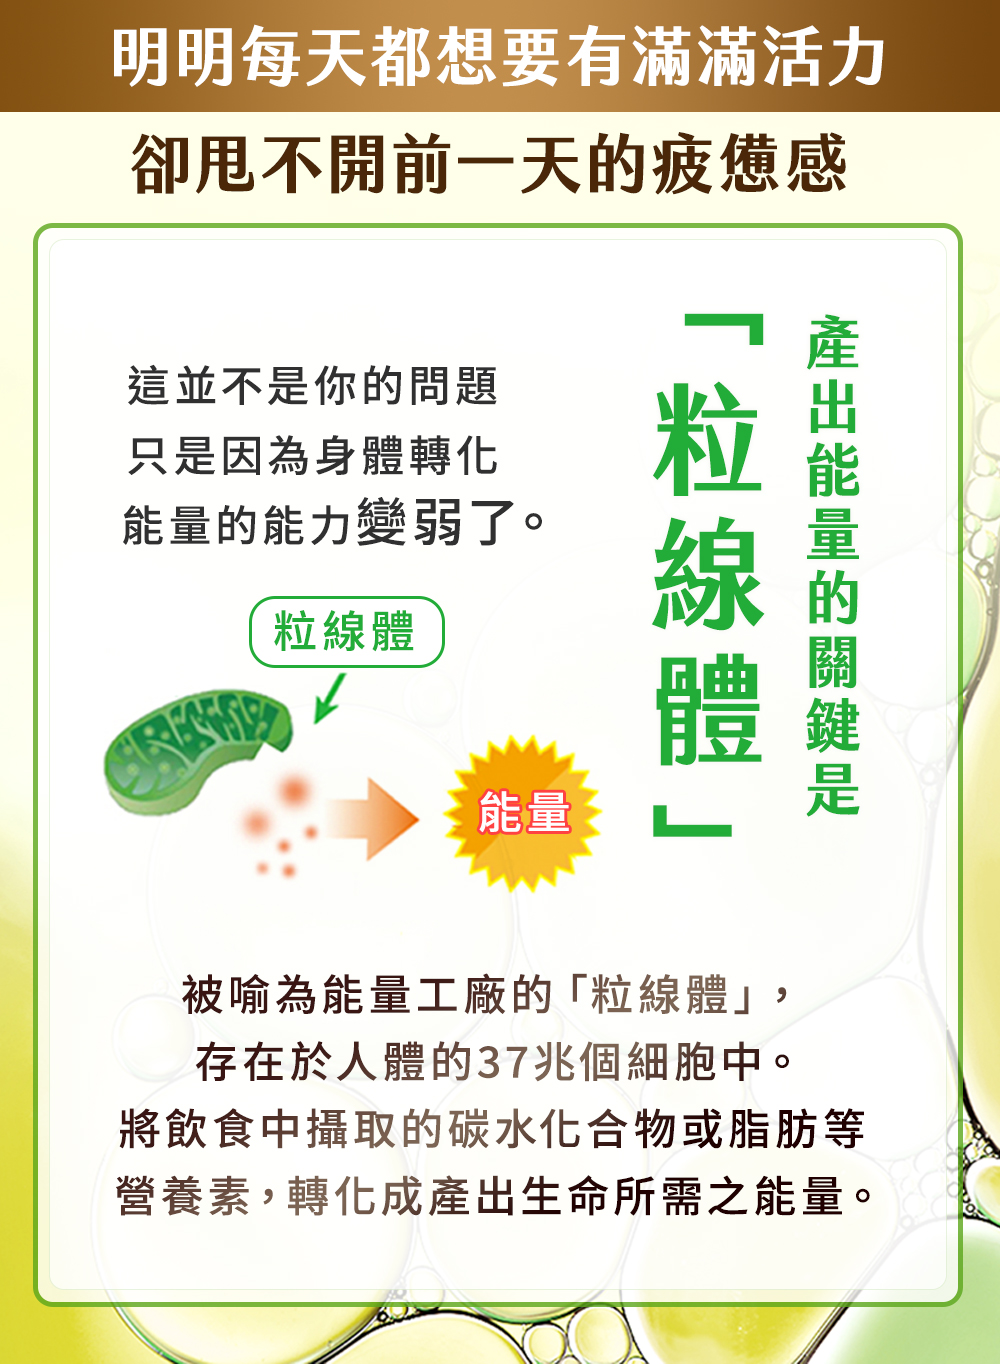 明明每天都想要有滿滿活力
卻甩不開前一天的疲憊感
產出能量的關鍵是
「粒線體」
這並不是你的問題
只是因為身體轉化
能量的能力變弱了。
粒線體
能量
被喻為能量工廠的「粒線體」，
存在於人體的37兆個細胞中。
將飲食中攝取的碳水化合物或脂肪等
營養素，轉化成產出生命所需之能量。